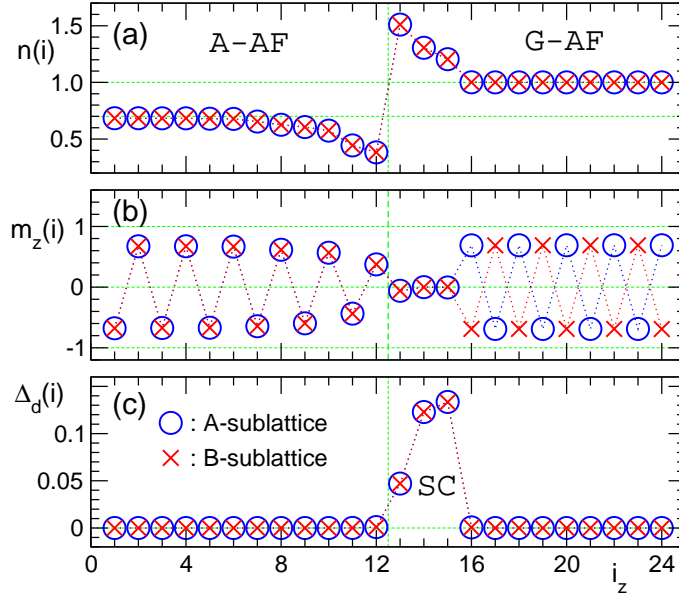 (a)
A-AF
G-AF
n(i)
1.5
1.0
0.5
(b)
m_z(i)
1
0
-1
(c)
Δ_d(i)
0.1
0.05
0
: A-sublattice
: B-sublattice
SC
0 4 8 12 16 20 24
i_z